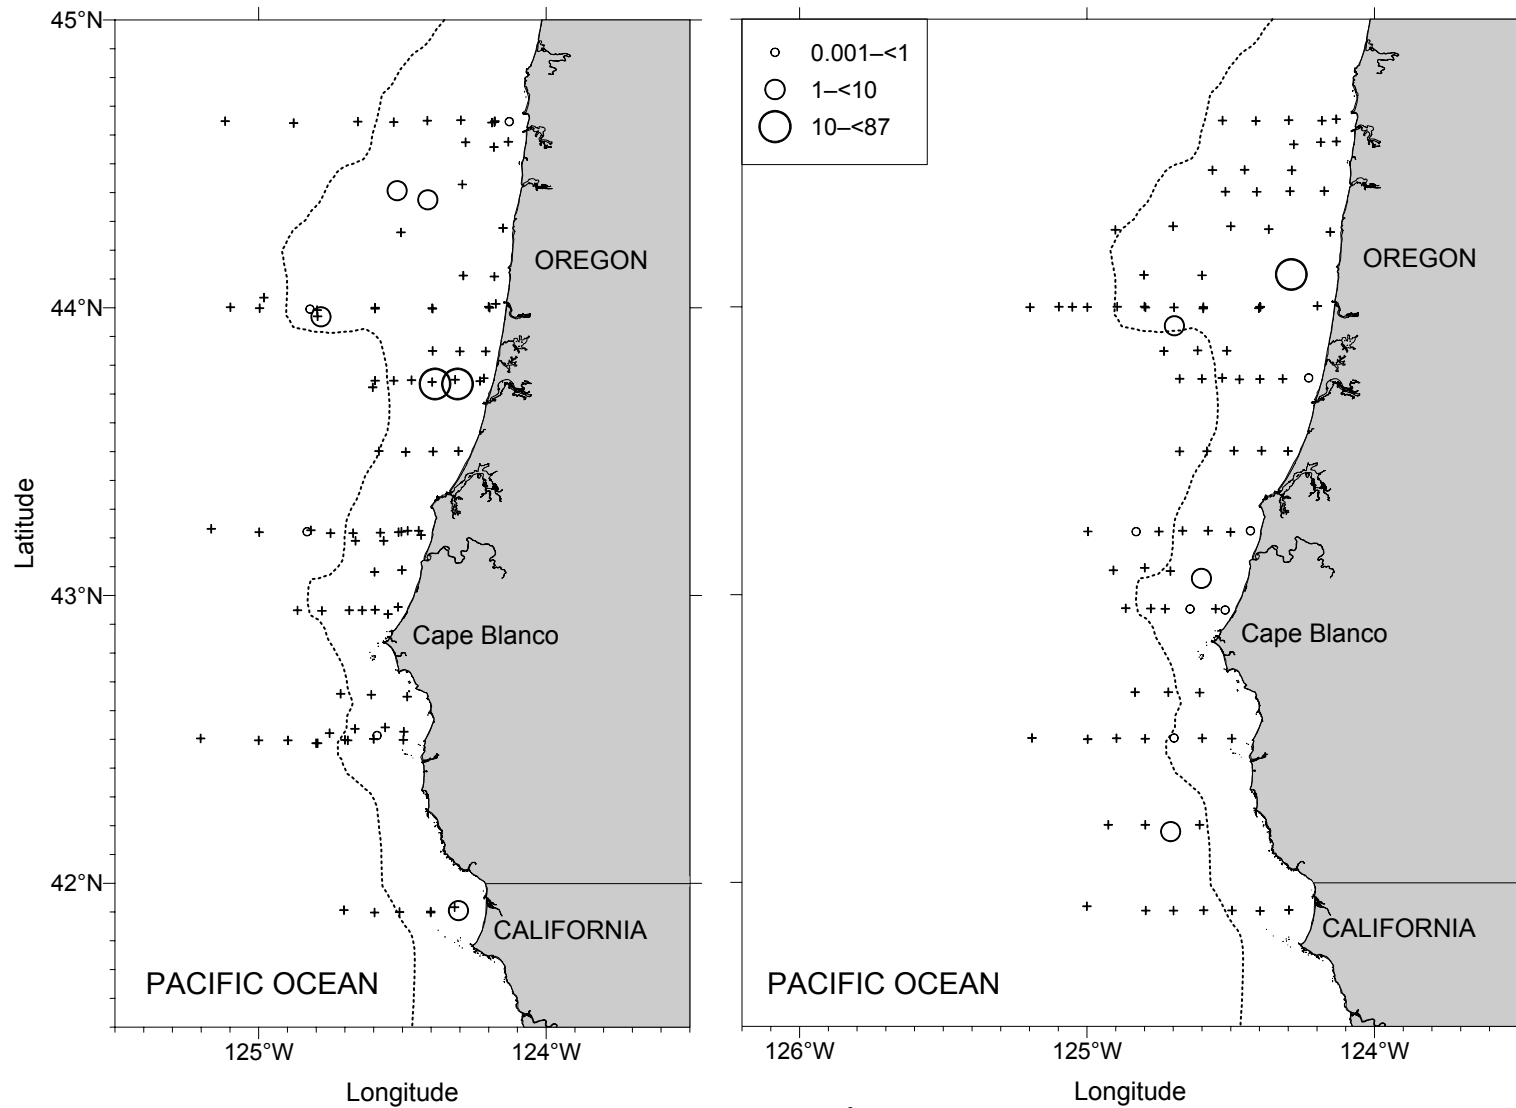 45°N
44°N
43°N
42°N
Latitude
OREGON
Cape Blanco
CALIFORNIA
PACIFIC OCEAN
125°W
124°W
Longitude
0.001–<1
1–<10
10–<87
OREGON
Cape Blanco
CALIFORNIA
PACIFIC OCEAN
126°W
125°W
124°W
Longitude